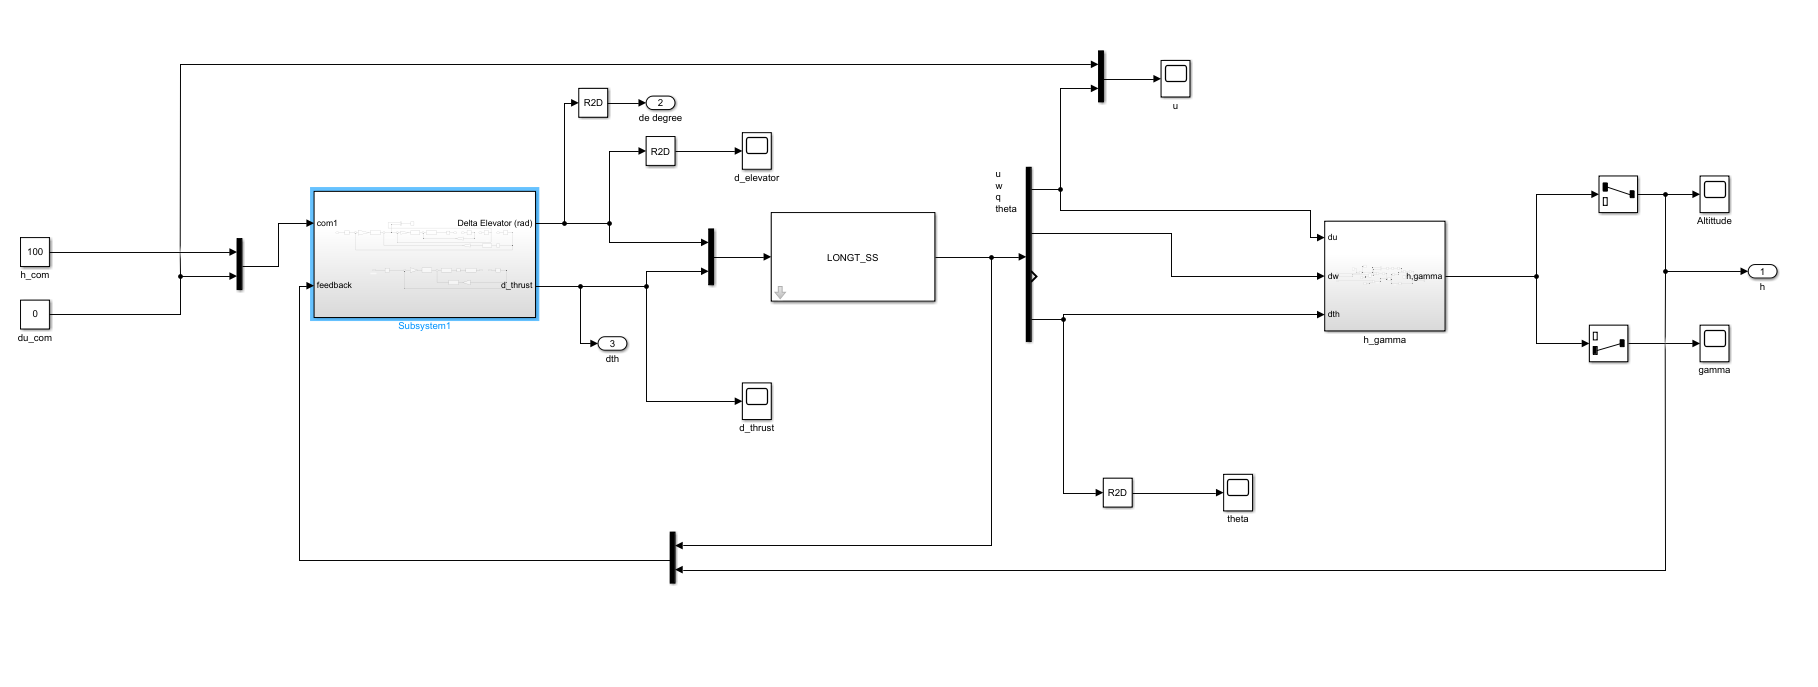 u
R2D
2
de degree
R2D
d_elevator
u
w
q
theta
Altittude
com1
Delta Elevator (rad)
feedback
d_thrust
Subsystem1
100
h_com
0
du_com
LONGT_SS
du
dw
h,gamma
dth
h_gamma
1
h
3
dth
gamma
d_thrust
R2D
theta